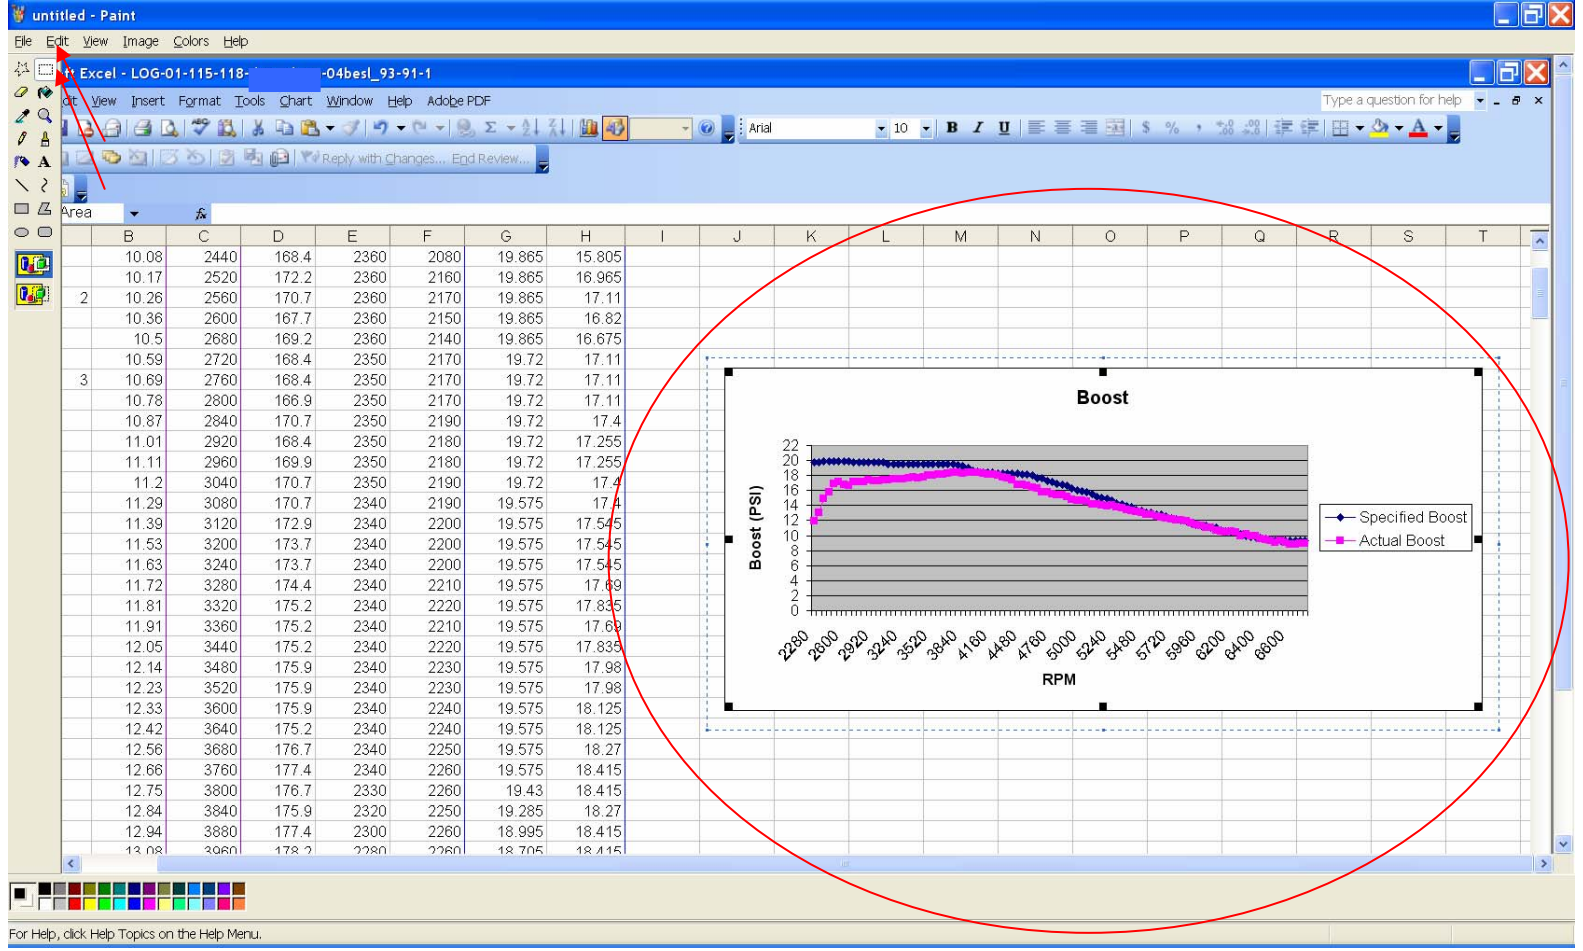 untitled - Paint
File Edit View Image Colors Help
ft Excel - LOG-01-115-118- -04besl_93-91-1
dit View Insert Format Tools Chart Window Help Adobe PDF
Type a question for help
Arial 10 B I U $ % ,
Reply with Changes... End Review...
Area fx
B C D E F G H I J K L M N O P Q R S T
10.08 2440 168.4 2360 2080 19.865 15.805
10.17 2520 172.2 2360 2160 19.865 16.965
2 10.26 2560 170.7 2360 2170 19.865 17.11
10.36 2600 167.7 2360 2150 19.865 16.82
10.5 2680 169.2 2360 2140 19.865 16.675
10.59 2720 168.4 2350 2170 19.72 17.11
3 10.69 2760 168.4 2350 2170 19.72 17.11
10.78 2800 166.9 2350 2170 19.72 17.11
10.87 2840 170.7 2350 2190 19.72 17.4
11.01 2920 168.4 2350 2180 19.72 17.255
11.11 2960 169.9 2350 2180 19.72 17.255
11.2 3040 170.7 2350 2190 19.72 17.4
11.29 3080 170.7 2340 2190 19.575 17.4
11.39 3120 172.9 2340 2200 19.575 17.545
11.53 3200 173.7 2340 2200 19.575 17.545
11.63 3240 173.7 2340 2200 19.575 17.545
11.72 3280 174.4 2340 2210 19.575 17.69
11.81 3320 175.2 2340 2220 19.575 17.835
11.91 3360 175.2 2340 2210 19.575 17.69
12.05 3440 175.2 2340 2220 19.575 17.835
12.14 3480 175.9 2340 2230 19.575 17.98
12.23 3520 175.9 2340 2230 19.575 17.98
12.33 3600 175.9 2340 2240 19.575 18.125
12.42 3640 175.2 2340 2240 19.575 18.125
12.56 3680 176.7 2340 2250 19.575 18.27
12.66 3760 177.4 2340 2260 19.575 18.415
12.75 3800 176.7 2330 2260 19.43 18.415
12.84 3840 175.9 2320 2250 19.285 18.27
12.94 3880 177.4 2300 2260 18.995 18.415
13.08 3960 178.2 2280 2260 18.705 18.415
Boost
Boost (PSI)
22
20
18
16
14
12
10
8
6
4
2
0
2280 2600 2920 3240 3520 3840 4160 4480 4760 5000 5240 5480 5720 5960 6200 6400 6600
RPM
Specified Boost
Actual Boost
For Help, click Help Topics on the Help Menu.